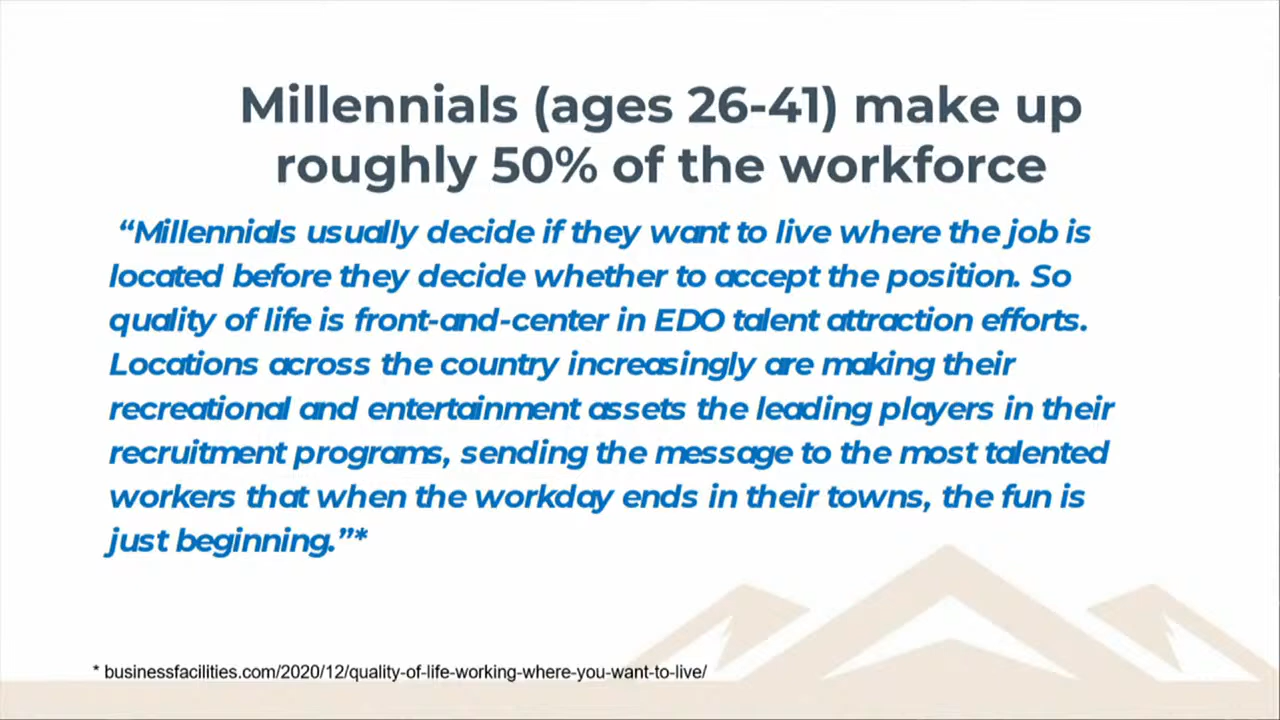 Millennials (ages 26-41) make up
roughly 50% of the workforce
“Millennials usually decide if they want to live where the job is
located before they decide whether to accept the position. So
quality of life is front-and-center in EDO talent attraction efforts.
Locations across the country increasingly are making their
recreational and entertainment assets the leading players in their
recruitment programs, sending the message to the most talented
workers that when the workday ends in their towns, the fun is
just beginning.”*
* businessfacilities.com/2020/12/quality-of-life-working-where-you-want-to-live/